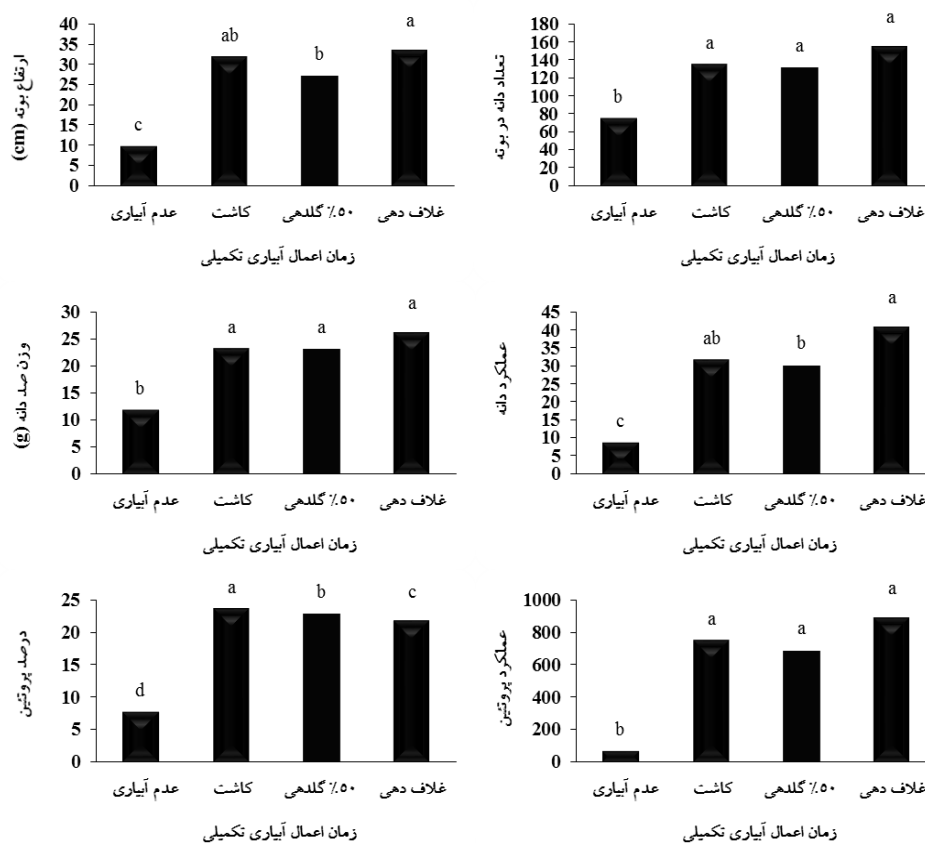 ارتفاع بوته (cm)
40
35
30
25
20
15
10
5
0
c
ab
b
a
عدم آبیاری
کاشت
۵۰٪ گلدهی
غلاف دهی
زمان اعمال آبیاری تکمیلی
تعداد دانه در بوته
180
160
140
120
100
80
60
40
20
0
b
a
a
a
عدم آبیاری
کاشت
۵۰٪ گلدهی
غلاف دهی
زمان اعمال آبیاری تکمیلی
وزن صد دانه (g)
30
25
20
15
10
5
0
b
a
a
a
عدم آبیاری
کاشت
۵۰٪ گلدهی
غلاف دهی
زمان اعمال آبیاری تکمیلی
عملکرد دانه
45
40
35
30
25
20
15
10
5
0
c
ab
b
a
عدم آبیاری
کاشت
۵۰٪ گلدهی
غلاف دهی
زمان اعمال آبیاری تکمیلی
درصد پروتئین
25
20
15
10
5
0
d
a
b
c
عدم آبیاری
کاشت
۵۰٪ گلدهی
غلاف دهی
زمان اعمال آبیاری تکمیلی
عملکرد پروتئین
1000
800
600
400
200
0
b
a
a
a
عدم آبیاری
کاشت
۵۰٪ گلدهی
غلاف دهی
زمان اعمال آبیاری تکمیلی